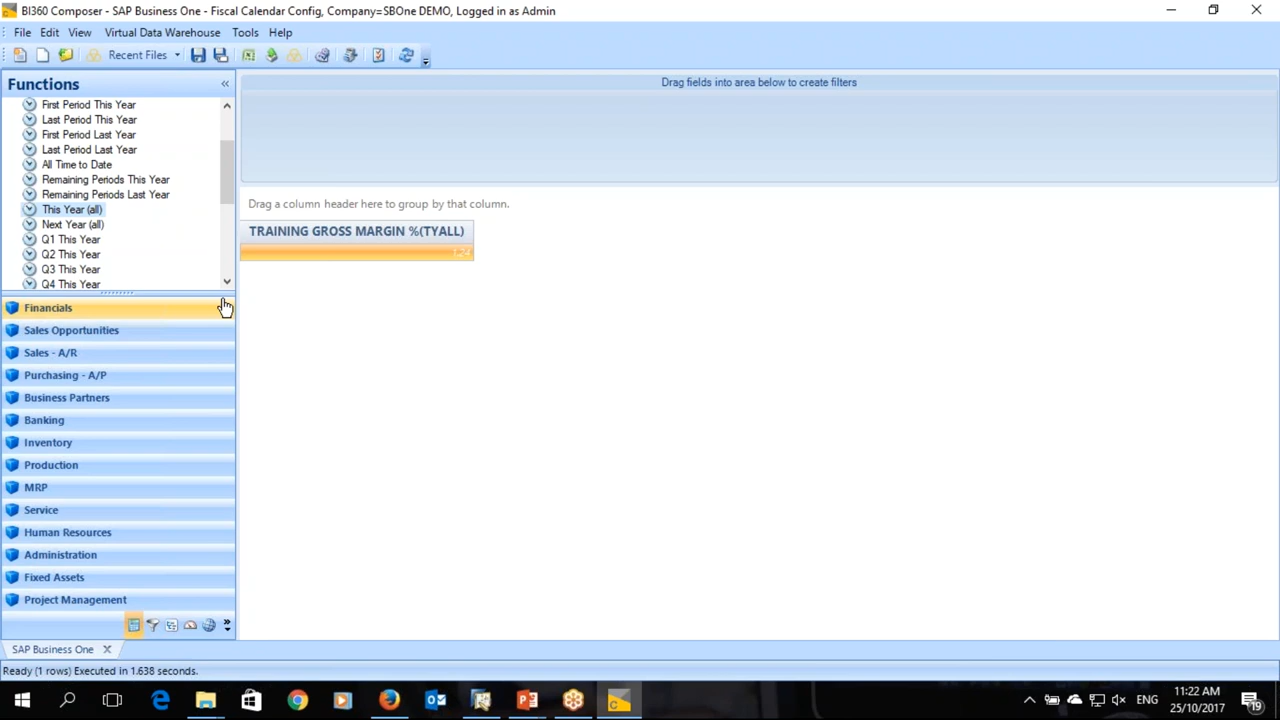 BI360 Composer - SAP Business One - Fiscal Calendar Config, Company=SBOne DEMO, Logged in as Admin
File Edit View Virtual Data Warehouse Tools Help
Recent Files
Functions
First Period This Year
Last Period This Year
First Period Last Year
Last Period Last Year
All Time to Date
Remaining Periods This Year
Remaining Periods Last Year
This Year (all)
Next Year (all)
Q1 This Year
Q2 This Year
Q3 This Year
Q4 This Year
Financials
Sales Opportunities
Sales - A/R
Purchasing - A/P
Business Partners
Banking
Inventory
Production
MRP
Service
Human Resources
Administration
Fixed Assets
Project Management
Drag fields into area below to create filters
Drag a column header here to group by that column.
TRAINING GROSS MARGIN %(TYALL)
1.24
SAP Business One
Ready (1 rows) Executed in 1.638 seconds.
ENG
11:22 AM
25/10/2017
19